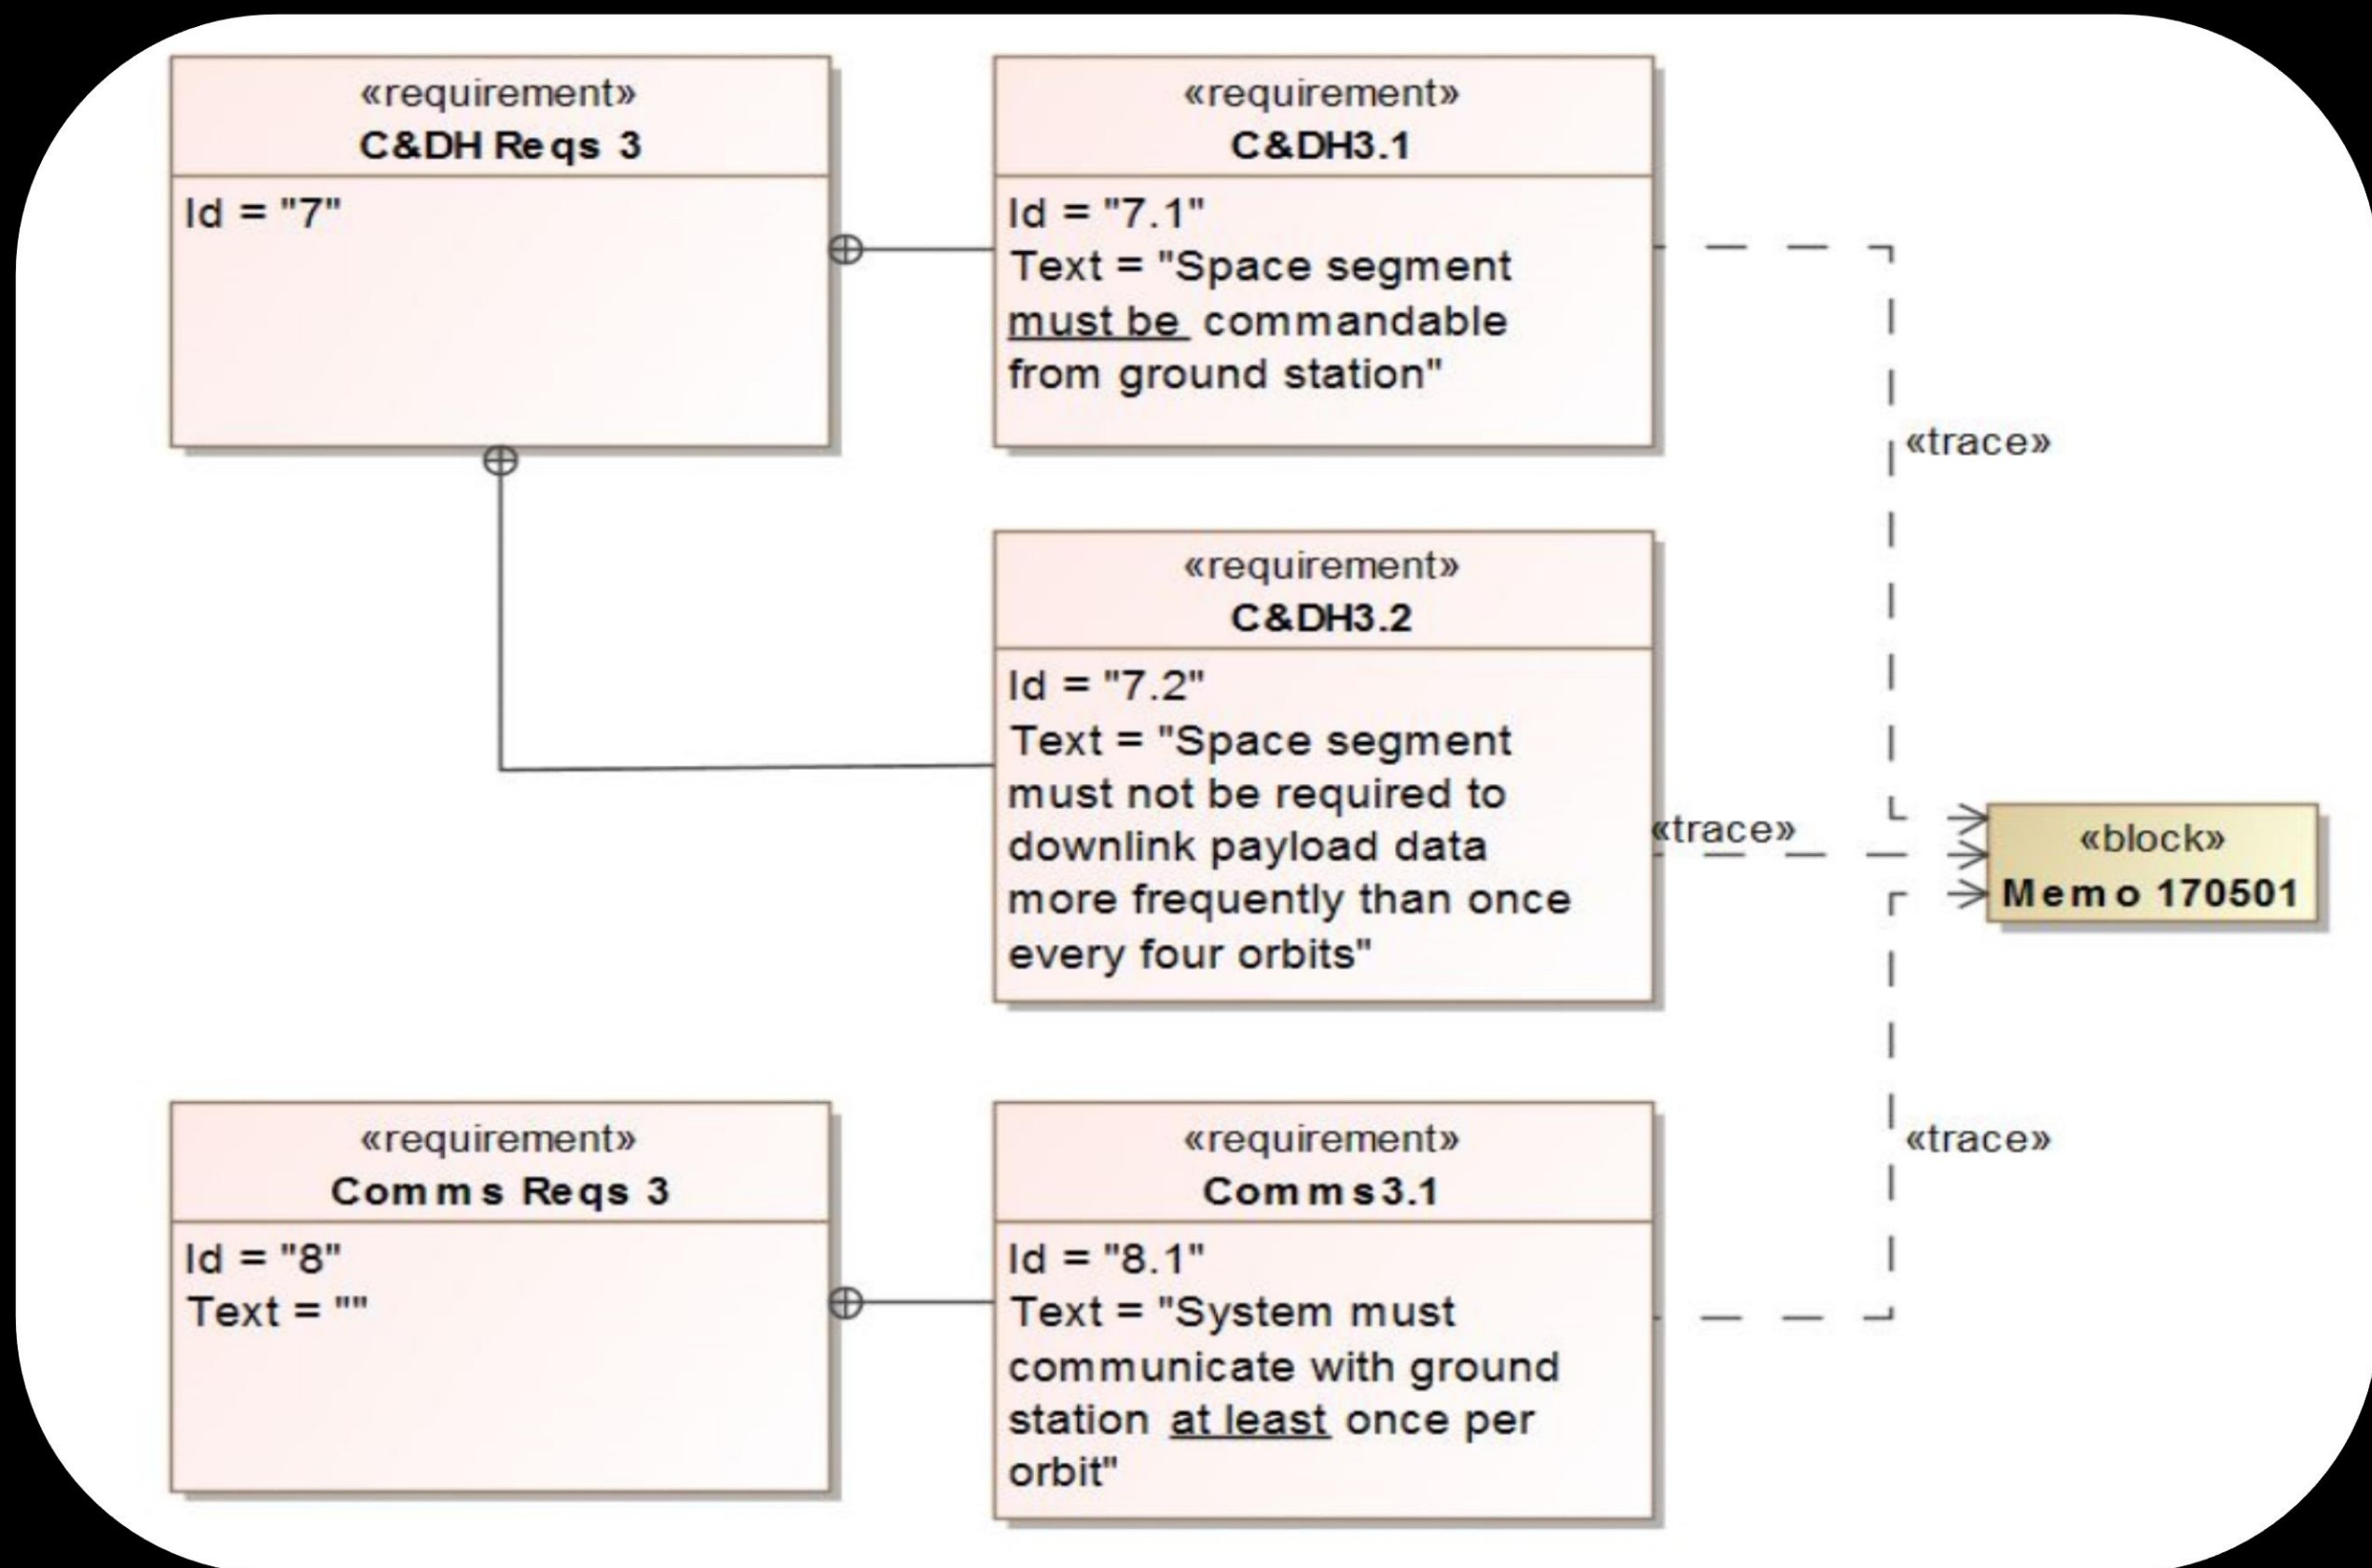 «requirement»
C&DH Reqs 3
Id = "7"
«requirement»
C&DH3.1
Id = "7.1"
Text = "Space segment
must be commandable
from ground station"
«trace»
«requirement»
C&DH3.2
Id = "7.2"
Text = "Space segment
must not be required to
downlink payload data
more frequently than once
every four orbits"
«trace»
«block»
Memo 170501
«requirement»
Comms Reqs 3
Id = "8"
Text = ""
«requirement»
Comms3.1
Id = "8.1"
Text = "System must
communicate with ground
station at least once per
orbit"
«trace»